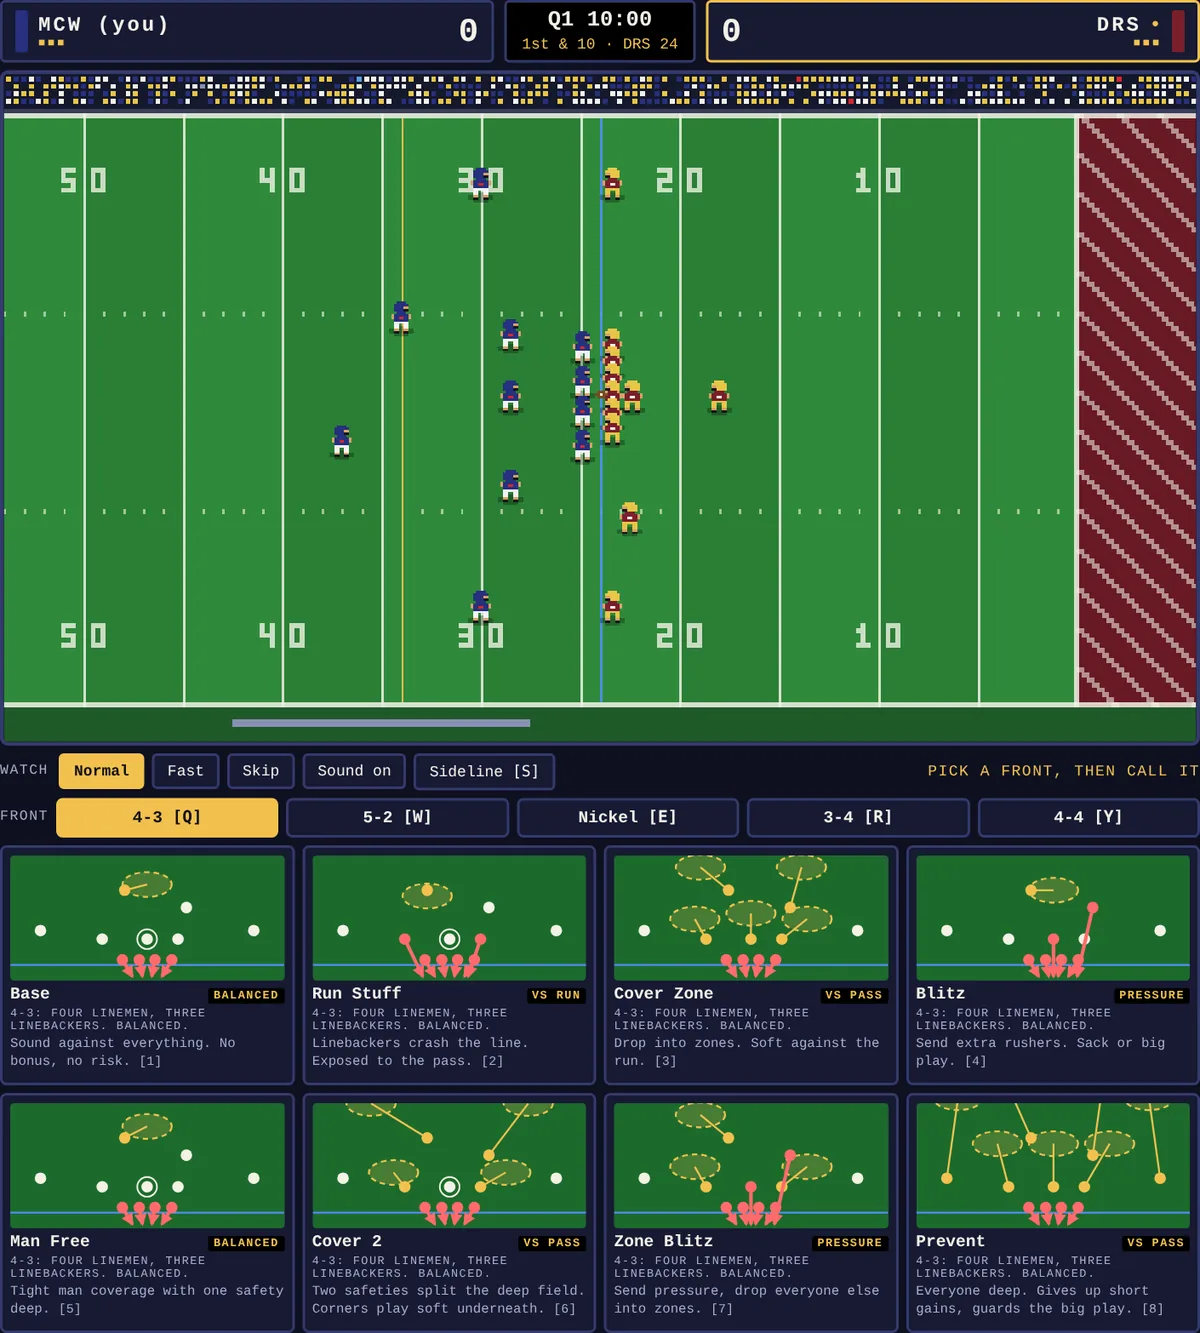 MCW (you)
0
Q1 10:00
1st & 10 · DRS 24
0
DRS
50 40 30 20 10
50 40 30 20 10
WATCH Normal Fast Skip Sound on Sideline [S] PICK A FRONT, THEN CALL IT
FRONT 4-3 [Q] 5-2 [W] Nickel [E] 3-4 [R] 4-4 [Y]
Base BALANCED
4-3: FOUR LINEMEN, THREE
LINEBACKERS. BALANCED.
Sound against everything. No
bonus, no risk. [1]
Run Stuff VS RUN
4-3: FOUR LINEMEN, THREE
LINEBACKERS. BALANCED.
Linebackers crash the line.
Exposed to the pass. [2]
Cover Zone VS PASS
4-3: FOUR LINEMEN, THREE
LINEBACKERS. BALANCED.
Drop into zones. Soft against the
run. [3]
Blitz PRESSURE
4-3: FOUR LINEMEN, THREE
LINEBACKERS. BALANCED.
Send extra rushers. Sack or big
play. [4]
Man Free BALANCED
4-3: FOUR LINEMEN, THREE
LINEBACKERS. BALANCED.
Tight man coverage with one safety
deep. [5]
Cover 2 VS PASS
4-3: FOUR LINEMEN, THREE
LINEBACKERS. BALANCED.
Two safeties split the deep field.
Corners play soft underneath. [6]
Zone Blitz PRESSURE
4-3: FOUR LINEMEN, THREE
LINEBACKERS. BALANCED.
Send pressure, drop everyone else
into zones. [7]
Prevent VS PASS
4-3: FOUR LINEMEN, THREE
LINEBACKERS. BALANCED.
Everyone deep. Gives up short
gains, guards the big play. [8]